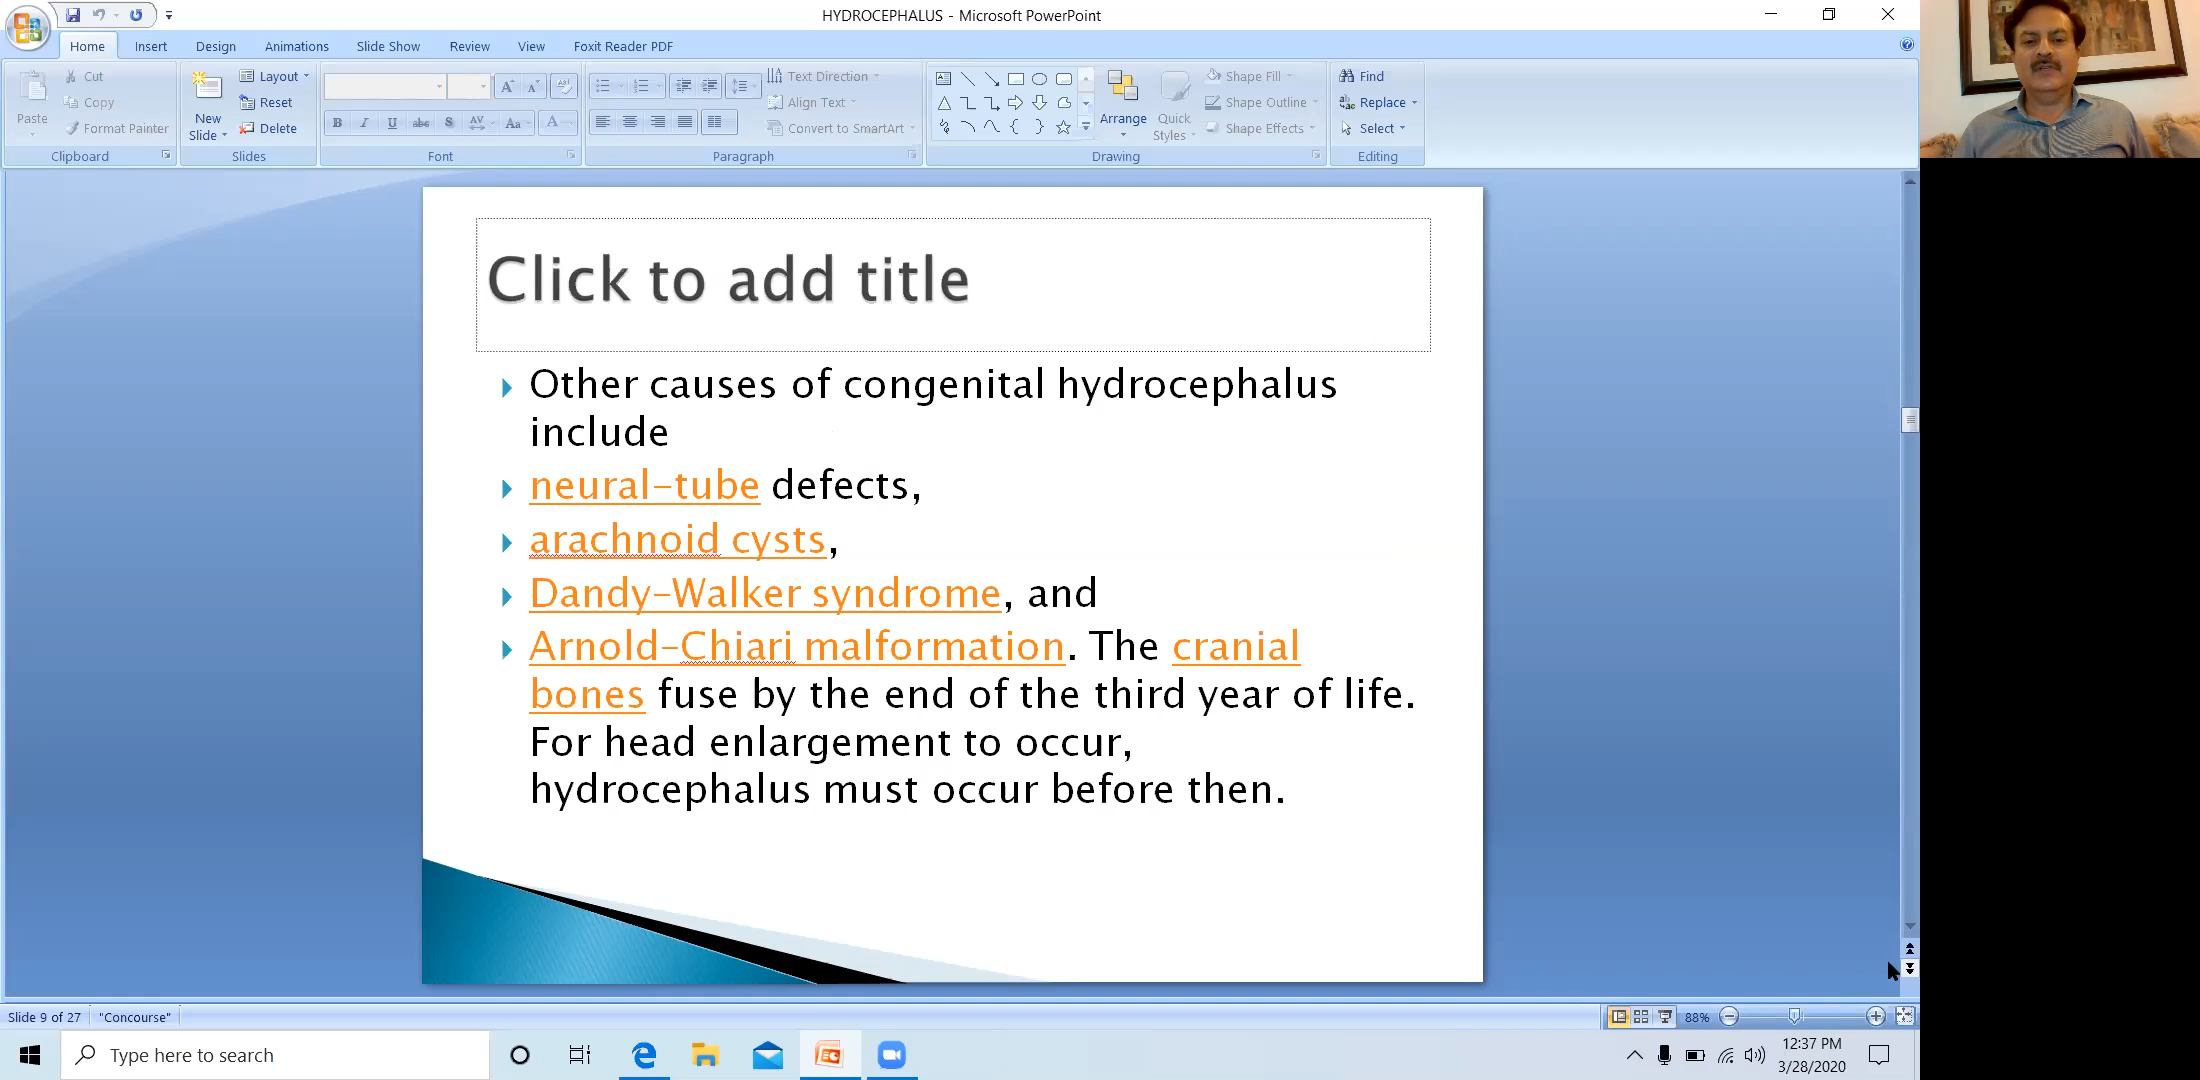 HYDROCEPHALUS - Microsoft PowerPoint
Home Insert Design Animations Slide Show Review View Foxit Reader PDF
Paste
Cut
Copy
Format Painter
Clipboard
New Slide
Layout
Reset
Delete
Slides
Font
Text Direction
Align Text
Convert to SmartArt
Paragraph
Arrange
Quick Styles
Shape Fill
Shape Outline
Shape Effects
Drawing
Find
Replace
Select
Editing
Click to add title
Other causes of congenital hydrocephalus
include
neural-tube defects,
arachnoid cysts,
Dandy-Walker syndrome, and
Arnold-Chiari malformation. The cranial
bones fuse by the end of the third year of life.
For head enlargement to occur,
hydrocephalus must occur before then.
Slide 9 of 27 "Concourse" 88%
Type here to search
12:37 PM
3/28/2020